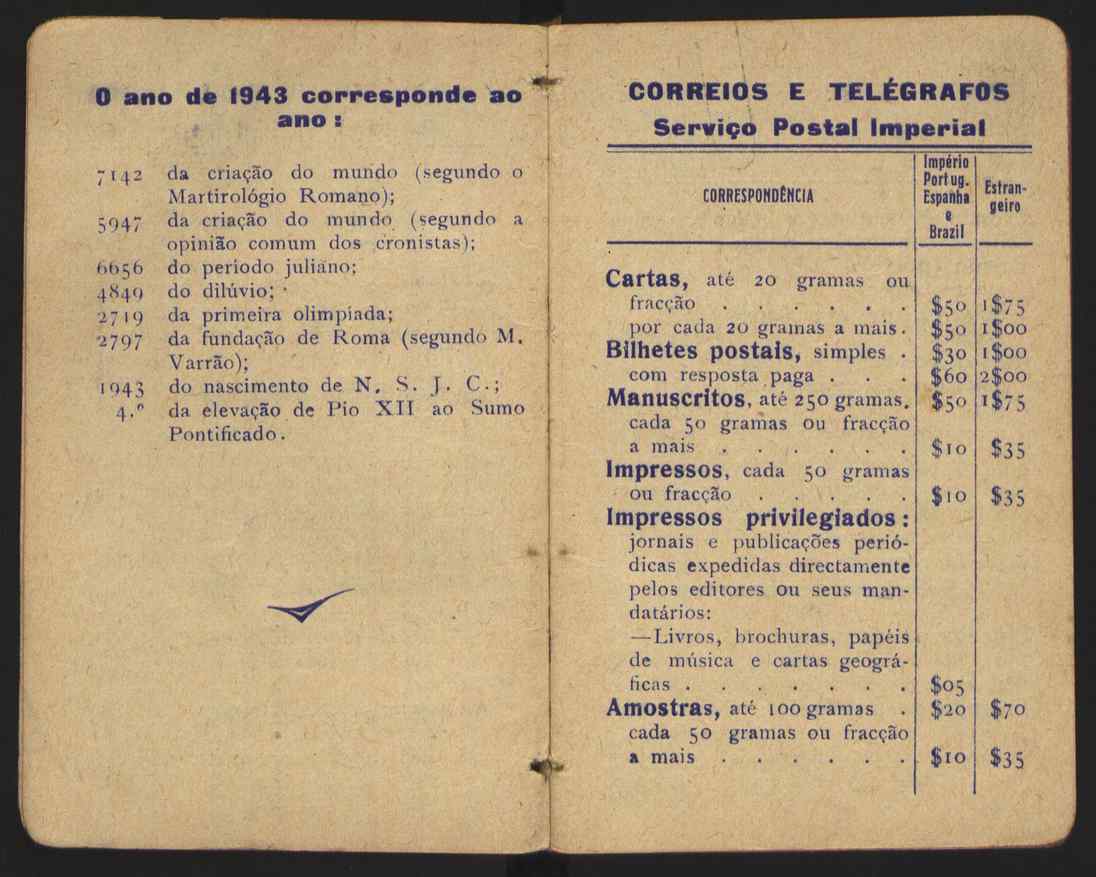 O ano de 1943 corresponde ao
ano:
7142 da criação do mundo (segundo o
Martirológio Romano);
5947 da criação do mundo (segundo a
opinião comum dos cronistas);
6656 do período juliano;
4849 do dilúvio;
2719 da primeira olimpíada;
2797 da fundação de Roma (segundo M.
Varrão);
1943 do nascimento de N. S. J. C.;
4.º da elevação de Pio XII ao Sumo
Pontificado.
CORREIOS E TELÉGRAFOS
Serviço Postal Imperial
CORRESPONDÊNCIA
Império
Portug.
Espanha
e
Brazil
Estran-
geiro
Cartas, até 20 gramas ou
fracção . . . . . . $50 1$75
por cada 20 gramas a mais. $50 1$00
Bilhetes postais, simples . $30 1$00
com resposta paga . . . $60 2$00
Manuscritos, até 250 gramas. $50 1$75
cada 50 gramas ou fracção
a mais . . . . . . $10 $35
Impressos, cada 50 gramas
ou fracção . . . . . $10 $35
Impressos privilegiados:
jornais e publicações perió-
dicas expedidas directamente
pelos editores ou seus man-
datários:
—Livros, brochuras, papéis
de música e cartas geográ-
ficas . . . . . . . $05
Amostras, até 100 gramas . $20 $70
cada 50 gramas ou fracção
a mais . . . . . . $10 $35